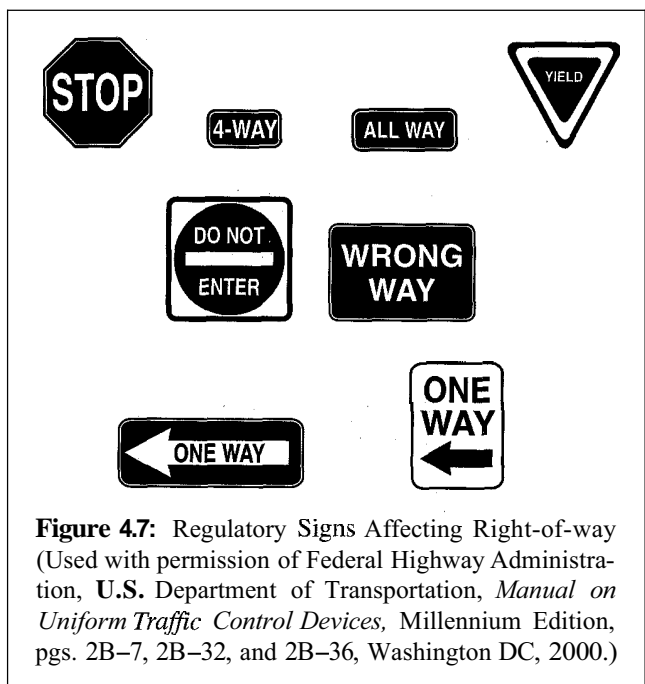 STOP
YIELD
4-WAY
ALL WAY
DO NOT
ENTER
WRONG
WAY
ONE
WAY
ONE WAY
Figure 4.7: Regulatory Signs Affecting Right-of-way
(Used with permission of Federal Highway Administra-
tion, U.S. Department of Transportation, Manual on
Uniform Traffic Control Devices, Millennium Edition,
pgs. 2B–7, 2B–32, and 2B–36, Washington DC, 2000.)